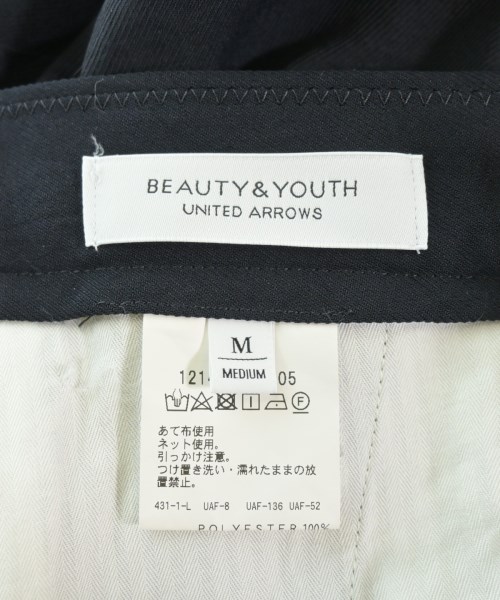 BEAUTY&YOUTH
UNITED ARROWS
M
MEDIUM
121 05
あて布使用
ネット使用。
引っかけ注意。
つけ置き洗い・濡れたままの放
置禁止。
431-1-L UAF-8 UAF-136 UAF-52
POLYESTER 100%